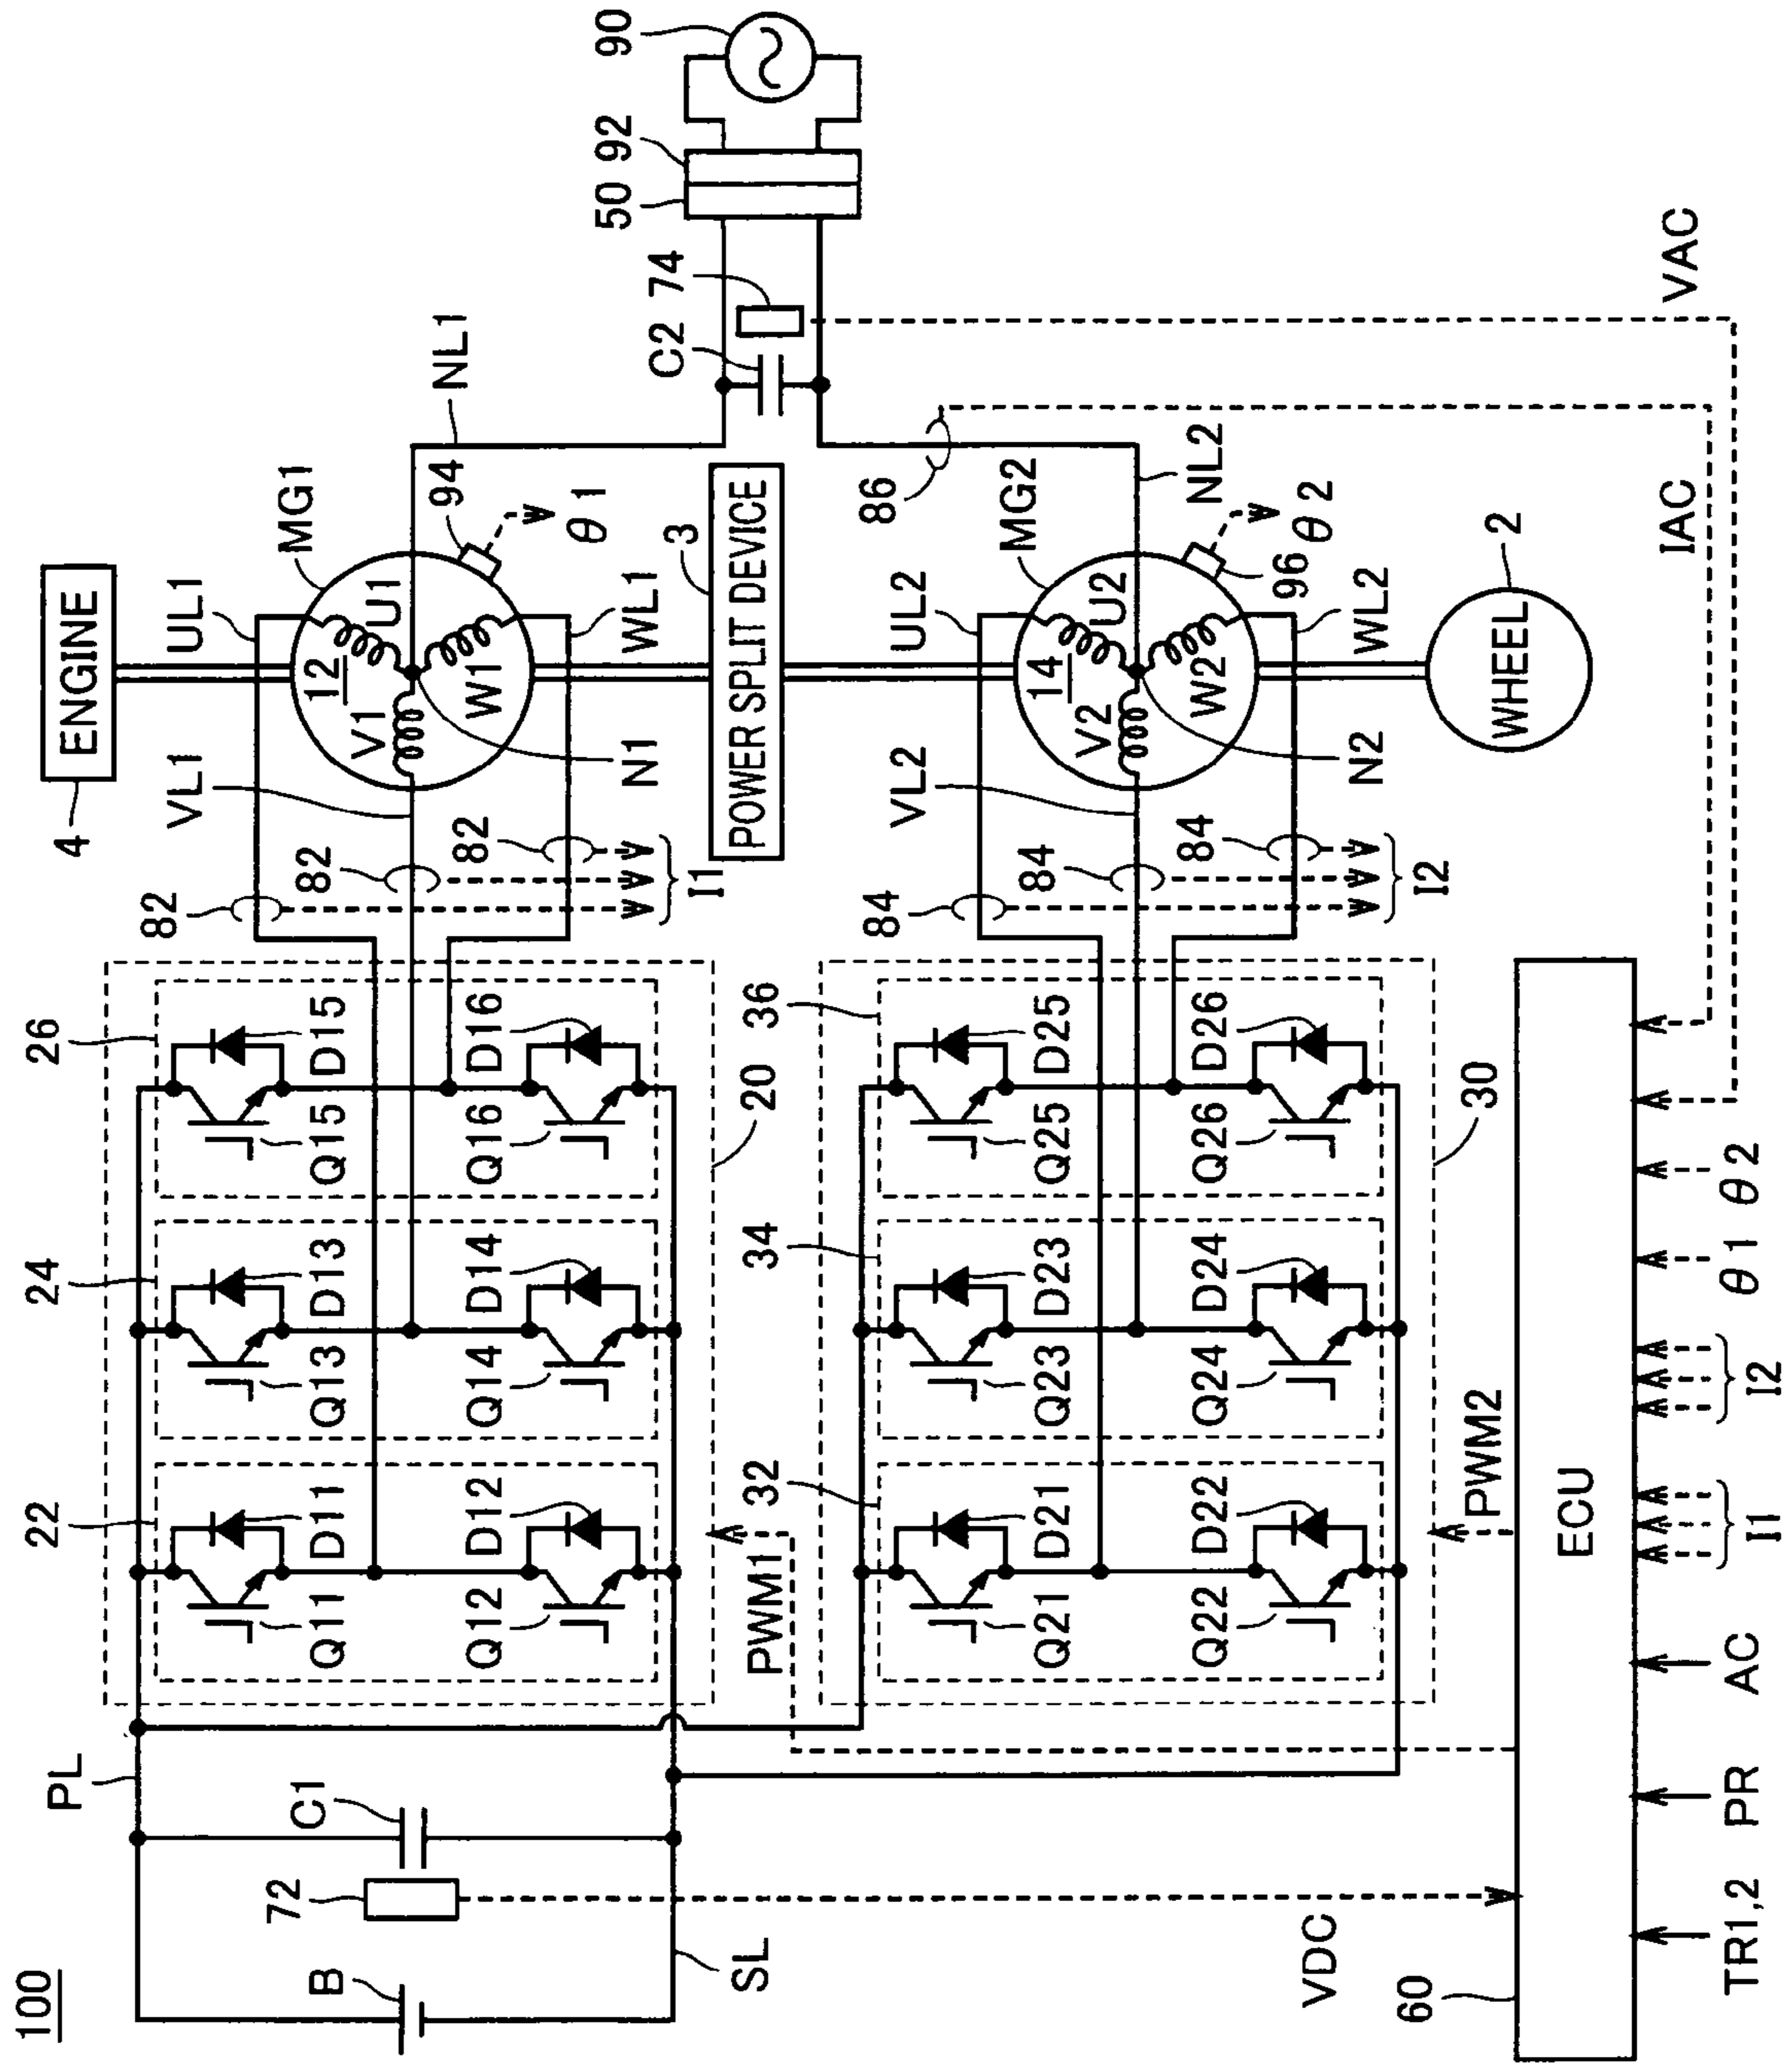 100
ENGINE
4
MG1
UL1
VL1
WL1
12
U1
V1
W1
N1
94
θ1
NL1
82
82
82
I1
3
POWER SPLIT DEVICE
C2
74
50
92
90
86
MG2
UL2
VL2
WL2
14
U2
V2
W2
N2
96
θ2
NL2
84
84
84
I2
2
WHEEL
VAC
IAC
22
24
26
Q11
D11
Q13
D13
Q15
D15
Q12
D12
Q14
D14
Q16
D16
20
PL
C1
72
B
SL
PWM1
32
34
36
Q21
D21
Q23
D23
Q25
D25
Q22
D22
Q24
D24
Q26
D26
30
PWM2
VDC
60
ECU
TR1,2
PR
AC
I1
I2
θ1
θ2